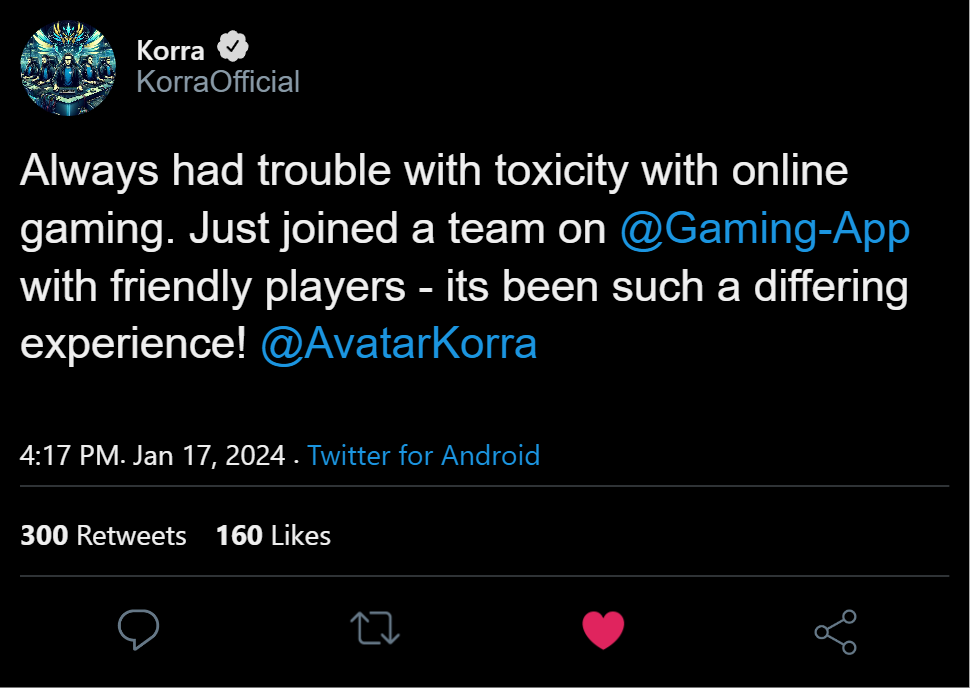 Korra
KorraOfficial
Always had trouble with toxicity with online
gaming. Just joined a team on @Gaming-App
with friendly players - its been such a differing
experience! @AvatarKorra
4:17 PM. Jan 17, 2024 . Twitter for Android
300 Retweets 160 Likes